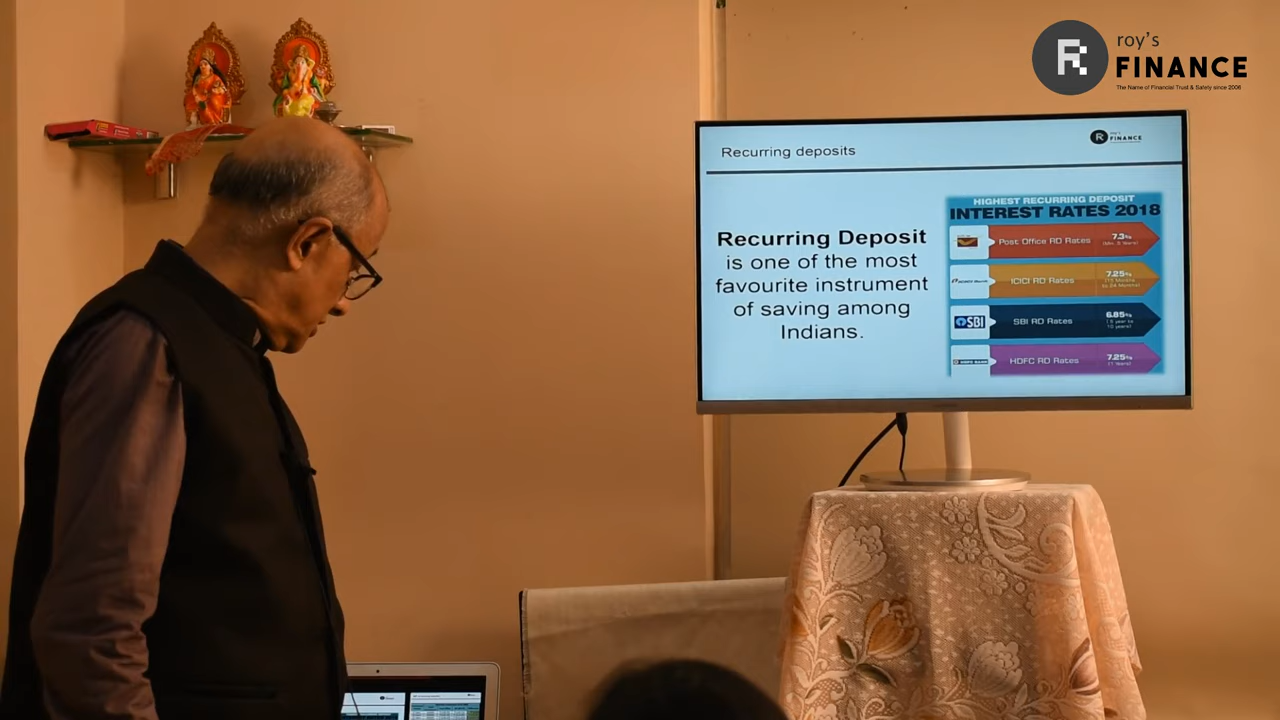 roy's
FINANCE
The Name of Financial Trust & Safety since 2006
Recurring deposits
R
roy's
FINANCE
Recurring Deposit
is one of the most
favourite instrument
of saving among
Indians.
HIGHEST RECURRING DEPOSIT
INTEREST RATES 2018
Post Office RD Rates
7.3%
ICICI RD Rates
7.25%
SBI
SBI RD Rates
6.85%
HDFC RD Rates
7.25%